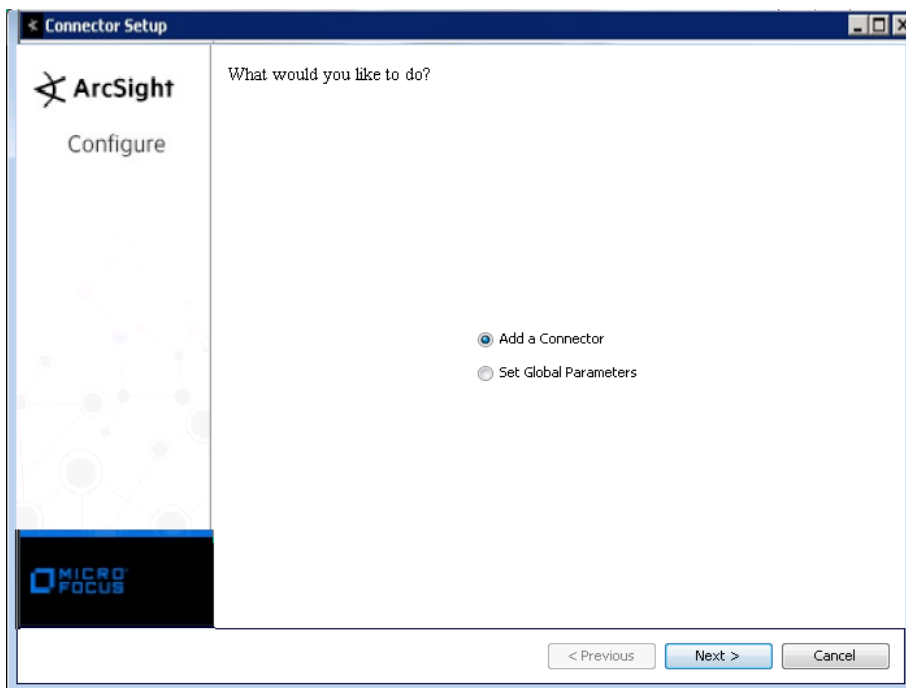 Connector Setup
ArcSight
Configure
What would you like to do?
Add a Connector
Set Global Parameters
MICRO
FOCUS
< Previous
Next >
Cancel